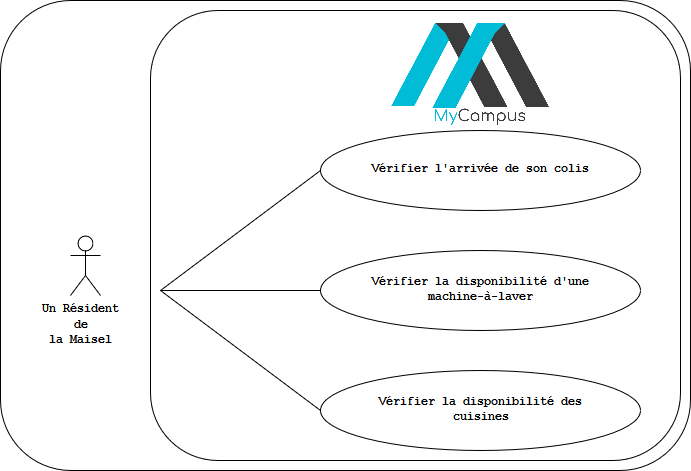 MyCampus
Vérifier l'arrivée de son colis
Vérifier la disponibilité d'une
machine-à-laver
Un Résident
de
la Maisel
Vérifier la disponibilité des
cuisines